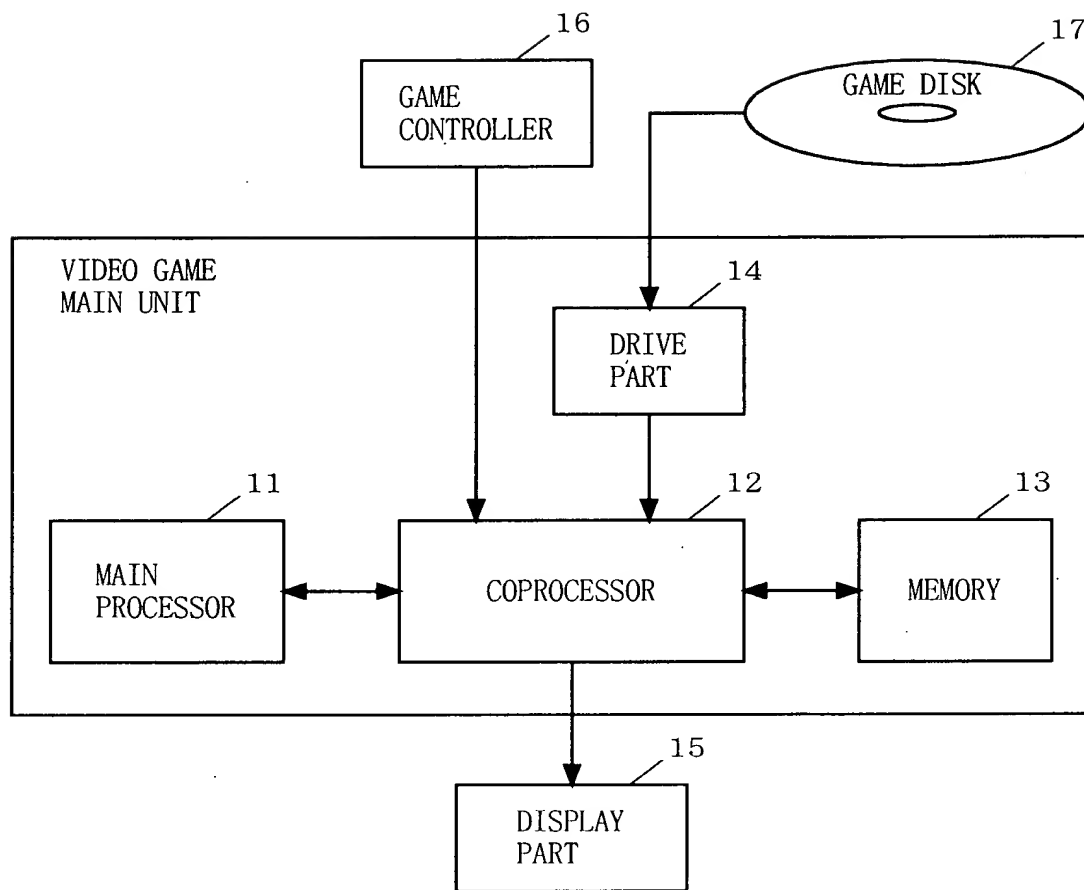 16
GAME
CONTROLLER
17
GAME DISK
VIDEO GAME
MAIN UNIT
14
DRIVE
PART
11
MAIN
PROCESSOR
12
COPROCESSOR
13
MEMORY
15
DISPLAY
PART